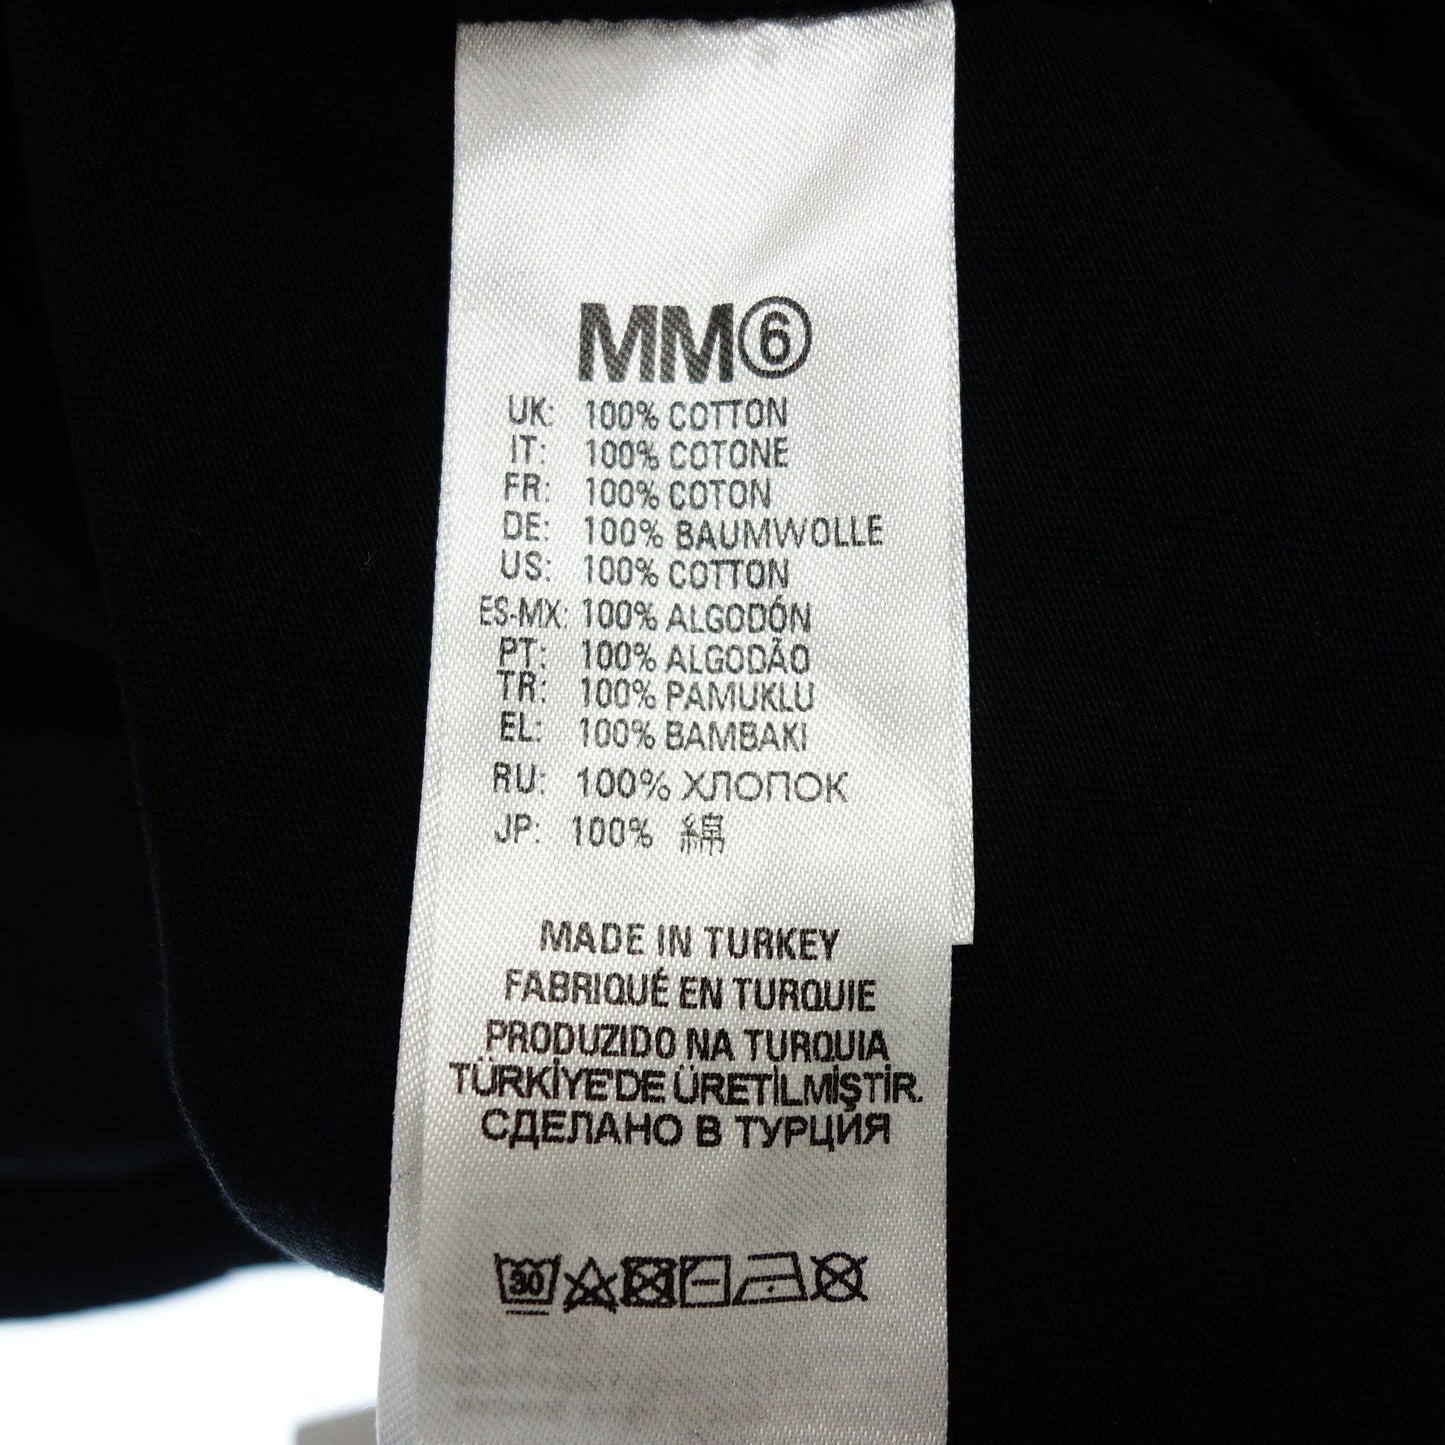 MM⑥
UK: 100% COTTON
IT: 100% COTONE
FR: 100% COTON
DE: 100% BAUMWOLLE
US: 100% COTTON
ES-MX: 100% ALGODÓN
PT: 100% ALGODÃO
TR: 100% PAMUKLU
EL: 100% BAMBAKI
RU: 100% ХЛОПОК
JP: 100% 綿
MADE IN TURKEY
FABRIQUÉ EN TURQUIE
PRODUZIDO NA TURQUIA
TÜRKİYE'DE ÜRETİLMİŞTİR.
СДЕЛАНО В ТУРЦИЯ
30